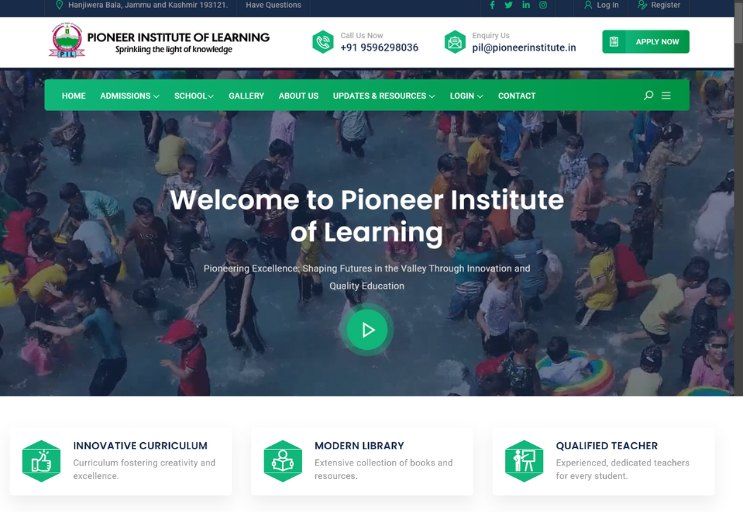 Hanjiwera Bala, Jammu and Kashmir 193121. Have Questions Log In Register
PIONEER INSTITUTE OF LEARNING
Sprinkling the light of knowledge
PIL
Call Us Now
+91 9596298036
Enquiry Us
pil@pioneerinstitute.in
APPLY NOW
HOME ADMISSIONS SCHOOL GALLERY ABOUT US UPDATES & RESOURCES LOGIN CONTACT
Welcome to Pioneer Institute
of Learning
Pioneering Excellence: Shaping Futures in the Valley Through Innovation and
Quality Education
INNOVATIVE CURRICULUM
Curriculum fostering creativity and
excellence.
MODERN LIBRARY
Extensive collection of books and
resources.
QUALIFIED TEACHER
Experienced, dedicated teachers
for every student.